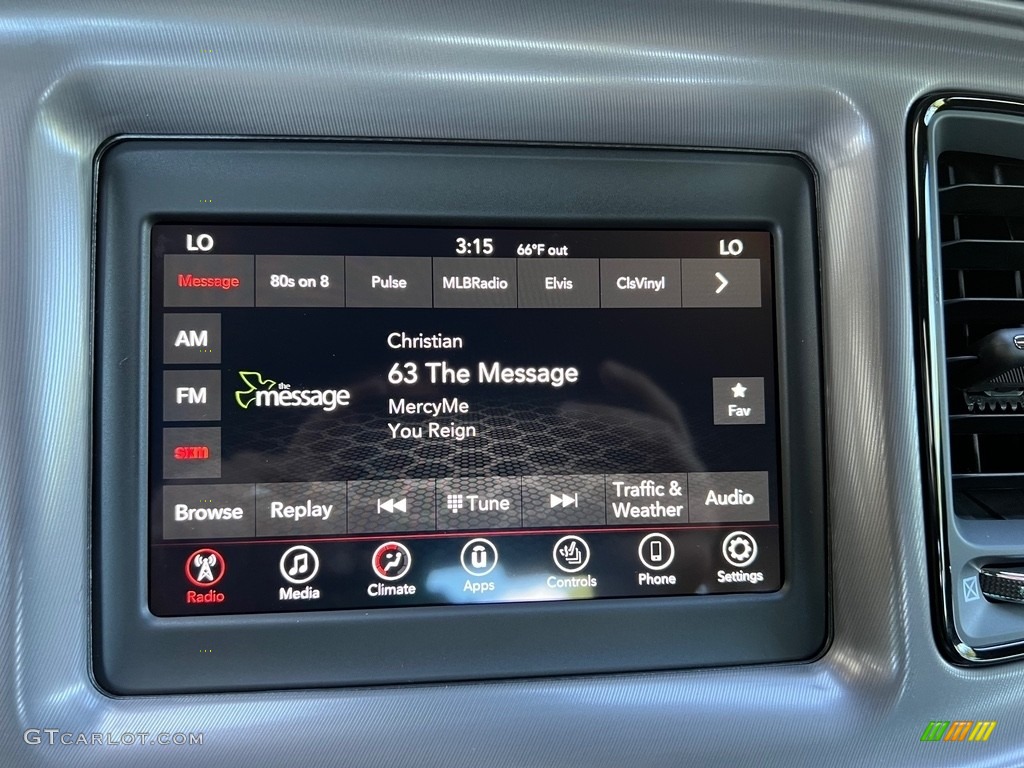 LO 3:15 66°F out LO
Message 80s on 8 Pulse MLBRadio Elvis ClsVinyl
AM
Christian
63 The Message
the
message
FM
MercyMe
You Reign
Fav
sxm
Browse Replay Tune Traffic & Weather Audio
Radio Media Climate Apps Controls Phone Settings
GTcarlot.com